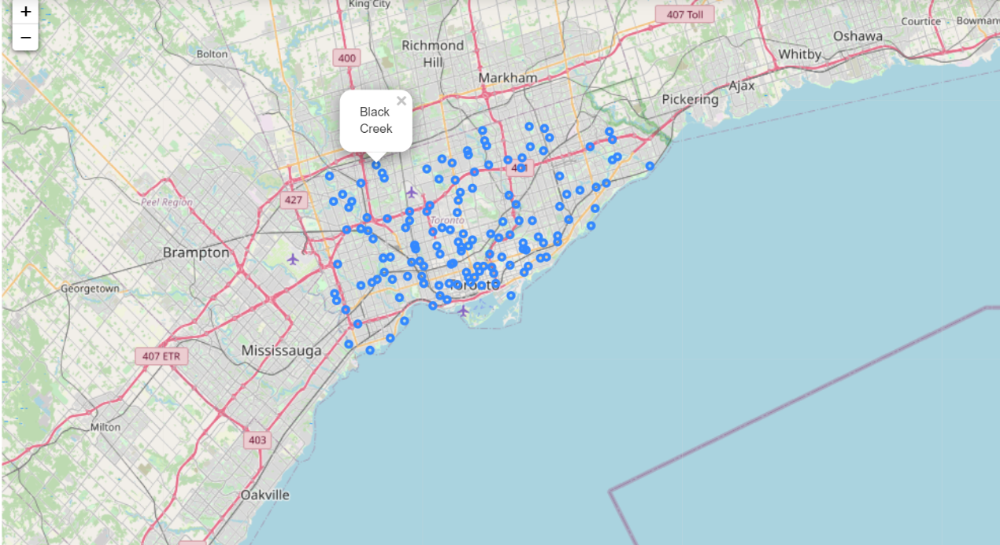 +
−
King City
407 Toll
Courtice
Bowman
Oshawa
Richmond
Hill
Bolton
400
Whitby
Markham
Ajax
Pickering
×
Black
Creek
401
427
Peel Region
Toronto
Brampton
Georgetown
Toronto
Mississauga
407 ETR
Milton
403
Oakville